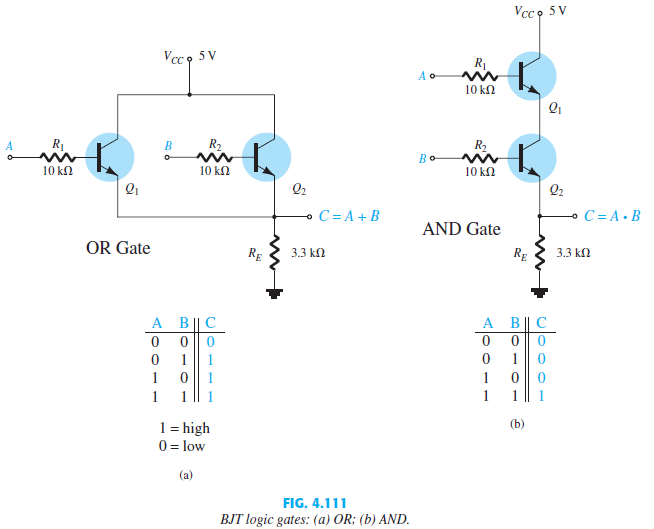 V_CC 5 V
A R₁ 10 kΩ Q₁
B R₂ 10 kΩ Q₂
C = A + B
OR Gate
R_E 3.3 kΩ
A B C
0 0 0
0 1 1
1 0 1
1 1 1
1 = high
0 = low
(a)
V_CC 5 V
A R₁ 10 kΩ Q₁
B R₂ 10 kΩ Q₂
C = A • B
AND Gate
R_E 3.3 kΩ
A B C
0 0 0
0 1 0
1 0 0
1 1 1
(b)
FIG. 4.111
BJT logic gates: (a) OR; (b) AND.